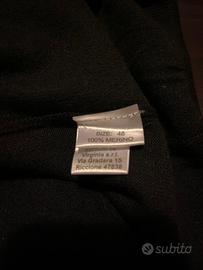 SIZE: 48
100% MERINO
Virginia s.r.l.
Via Gradara 15
Riccione 47838
subito